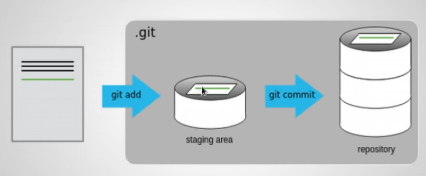 .git
git add
git commit
staging area
repository